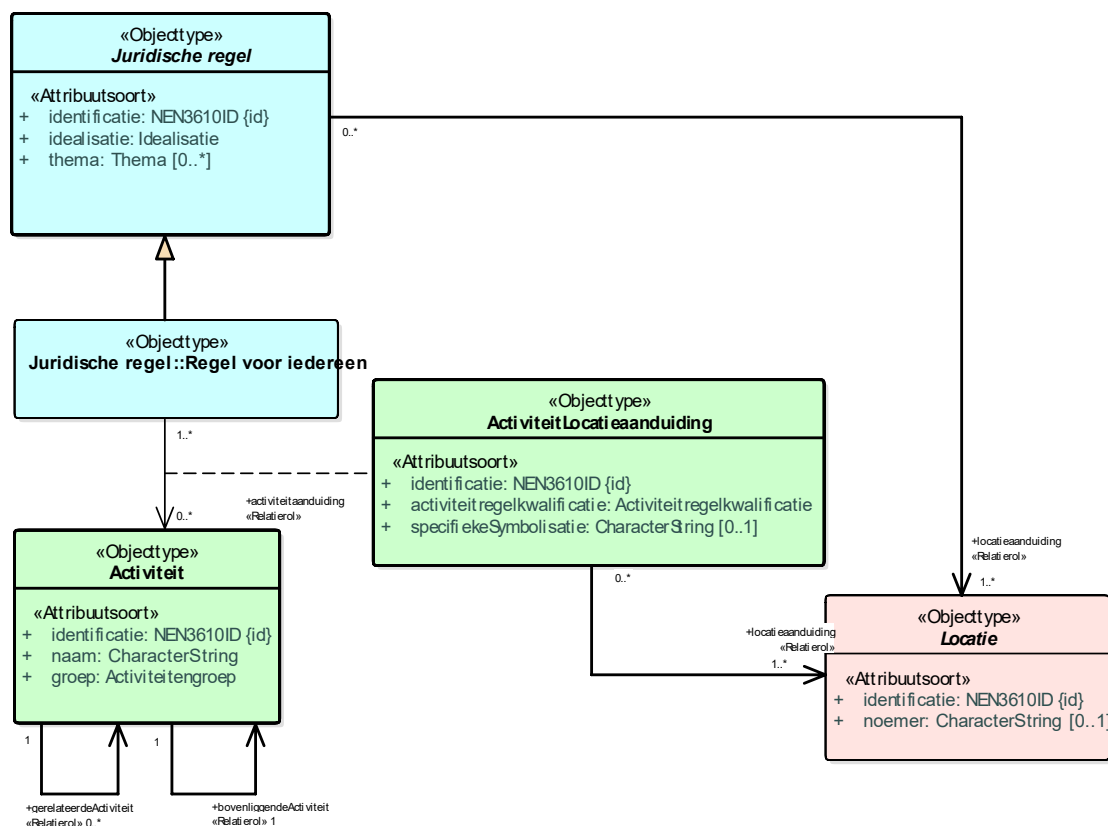 «Objecttype»
Juridische regel
«Attribuutsoort»
+ identificatie: NEN3610ID {id}
+ idealisatie: Idealisatie
+ thema: Thema [0..*]
0..*
«Objecttype»
Juridische regel::Regel voor iedereen
1..*
«Objecttype»
ActiviteitLocatieaanduiding
«Attribuutsoort»
+ identificatie: NEN3610ID {id}
+ activiteitregelkwalificatie: Activiteitregelkwalificatie
+ specifiekeSymbolisatie: CharacterString [0..1]
0..*
+activiteitaanduiding
«Relatierol»
0..*
«Objecttype»
Activiteit
«Attribuutsoort»
+ identificatie: NEN3610ID {id}
+ naam: CharacterString
+ groep: Activiteitengroep
+locatieaanduiding
«Relatierol»
1..*
+locatieaanduiding
«Relatierol»
1..*
«Objecttype»
Locatie
«Attribuutsoort»
+ identificatie: NEN3610ID {id}
+ noemer: CharacterString [0..1]
1
1
+gerelateerdeActiviteit
«Relatierol» 0..*
+bovenliggendeActiviteit
«Relatierol» 1